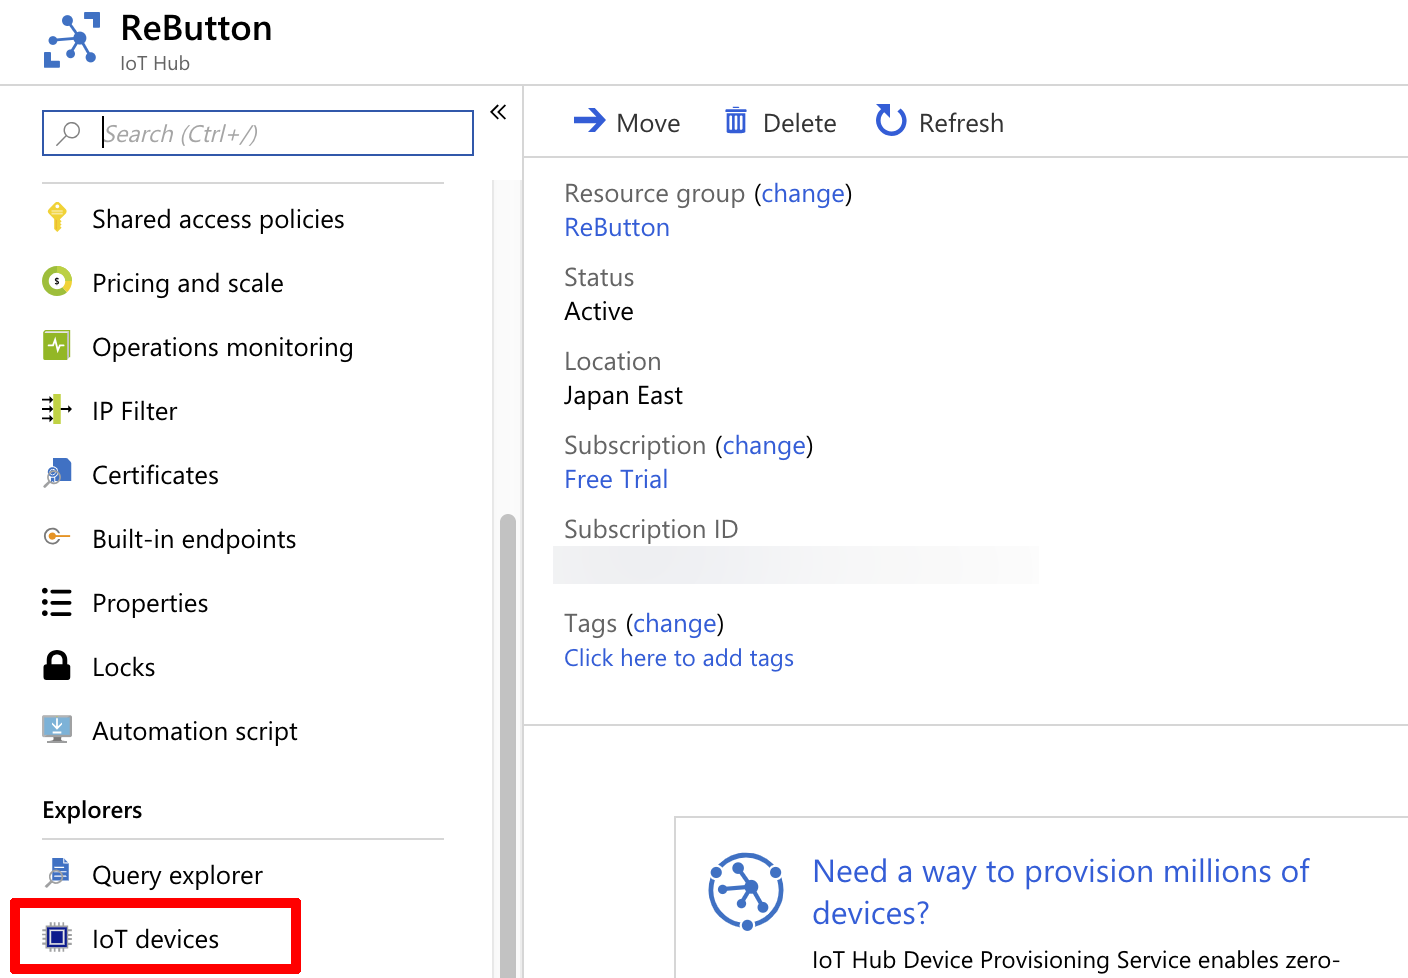 ReButton
IoT Hub
Search (Ctrl+/)
«
Shared access policies
Pricing and scale
Operations monitoring
IP Filter
Certificates
Built-in endpoints
Properties
Locks
Automation script
Explorers
Query explorer
IoT devices
Move Delete Refresh
Resource group (change)
ReButton
Status
Active
Location
Japan East
Subscription (change)
Free Trial
Subscription ID
Tags (change)
Click here to add tags
Need a way to provision millions of
devices?
IoT Hub Device Provisioning Service enables zero-